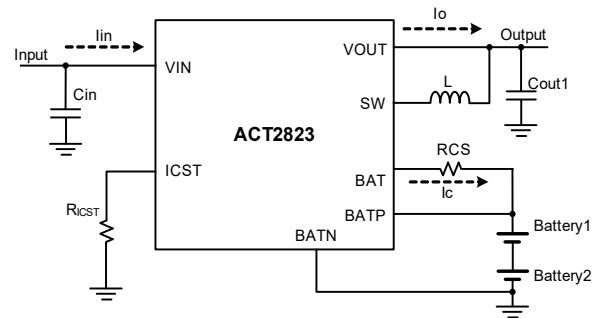 Io
Iin
Output
Input
VOUT
VIN
L
Cin
Cout1
SW
ACT2823
RCS
ICST
BAT
Ic
RICST
BATP
BATN
Battery1
Battery2